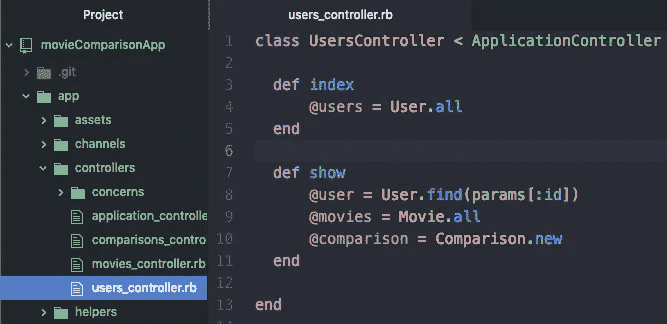 Project
movieComparisonApp
.git
app
assets
channels
controllers
concerns
application_controlle
comparisons_contro
movies_controller.rb
users_controller.rb
helpers
users_controller.rb
1 class UsersController < ApplicationController
2
3 def index
4 @users = User.all
5 end
6
7 def show
8 @user = User.find(params[:id])
9 @movies = Movie.all
10 @comparison = Comparison.new
11 end
12
13 end